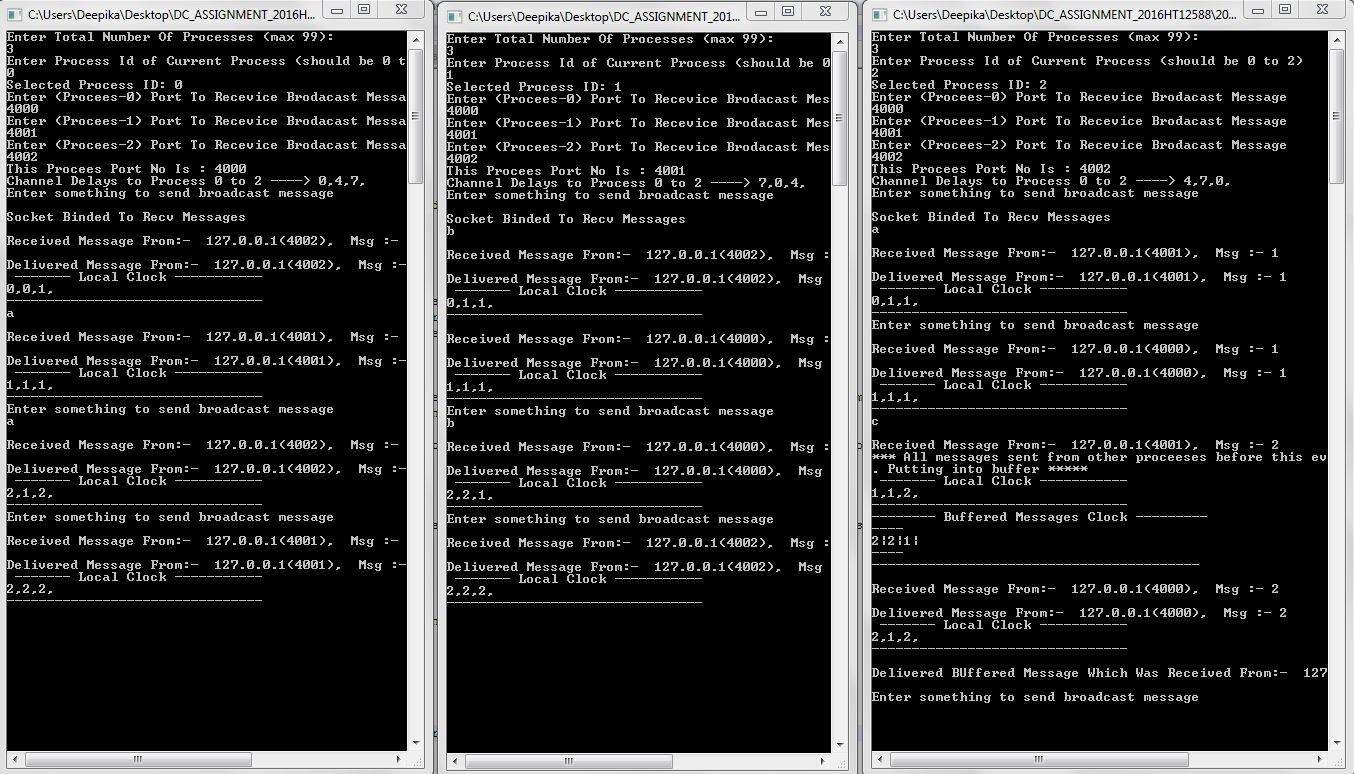 C:\Users\Deepika\Desktop\DC_ASSIGNMENT_2016H...
Enter Total Number Of Processes (max 99):
3
Enter Process Id of Current Process (should be 0 t
0
Selected Process ID: 0
Enter (Procees-0) Port To Recevice Brodacast Messa
4000
Enter (Procees-1) Port To Recevice Brodacast Messa
4001
Enter (Procees-2) Port To Recevice Brodacast Messa
4002
This Procees Port No Is : 4000
Channel Delays to Process 0 to 2 ----> 0,4,7,
Enter something to send broadcast message
Socket Binded To Recv Messages
Received Message From:-  127.0.0.1(4002),  Msg :-
Delivered Message From:-  127.0.0.1(4002),  Msg :-
------- Local Clock -----------
0,0,1,
--------------------------------
a
Received Message From:-  127.0.0.1(4001),  Msg :-
Delivered Message From:-  127.0.0.1(4001),  Msg :-
------- Local Clock -----------
1,1,1,
--------------------------------
Enter something to send broadcast message
a
Received Message From:-  127.0.0.1(4002),  Msg :-
Delivered Message From:-  127.0.0.1(4002),  Msg :-
------- Local Clock -----------
2,1,2,
--------------------------------
Enter something to send broadcast message
Received Message From:-  127.0.0.1(4001),  Msg :-
Delivered Message From:-  127.0.0.1(4001),  Msg :-
------- Local Clock -----------
2,2,2,
--------------------------------
C:\Users\Deepika\Desktop\DC_ASSIGNMENT_201...
Enter Total Number Of Processes (max 99):
3
Enter Process Id of Current Process (should be 0
1
Selected Process ID: 1
Enter (Procees-0) Port To Recevice Brodacast Mes
4000
Enter (Procees-1) Port To Recevice Brodacast Mes
4001
Enter (Procees-2) Port To Recevice Brodacast Mes
4002
This Procees Port No Is : 4001
Channel Delays to Process 0 to 2 ----> 7,0,4,
Enter something to send broadcast message
Socket Binded To Recv Messages
b
Received Message From:-  127.0.0.1(4002),  Msg :
Delivered Message From:-  127.0.0.1(4002),  Msg
------- Local Clock -----------
0,1,1,
--------------------------------
Received Message From:-  127.0.0.1(4000),  Msg :
Delivered Message From:-  127.0.0.1(4000),  Msg
------- Local Clock -----------
1,1,1,
--------------------------------
Enter something to send broadcast message
b
Received Message From:-  127.0.0.1(4000),  Msg :
Delivered Message From:-  127.0.0.1(4000),  Msg
------- Local Clock -----------
2,2,1,
--------------------------------
Enter something to send broadcast message
Received Message From:-  127.0.0.1(4002),  Msg :
Delivered Message From:-  127.0.0.1(4002),  Msg
------- Local Clock -----------
2,2,2,
--------------------------------
C:\Users\Deepika\Desktop\DC_ASSIGNMENT_2016HT12588\20...
Enter Total Number Of Processes (max 99):
3
Enter Process Id of Current Process (should be 0 to 2)
2
Selected Process ID: 2
Enter (Procees-0) Port To Recevice Brodacast Message
4000
Enter (Procees-1) Port To Recevice Brodacast Message
4001
Enter (Procees-2) Port To Recevice Brodacast Message
4002
This Procees Port No Is : 4002
Channel Delays to Process 0 to 2 ----> 4,7,0,
Enter something to send broadcast message
Socket Binded To Recv Messages
a
Received Message From:-  127.0.0.1(4001),  Msg :- 1
Delivered Message From:-  127.0.0.1(4001),  Msg :- 1
------- Local Clock -----------
0,1,1,
--------------------------------
Enter something to send broadcast message
Received Message From:-  127.0.0.1(4000),  Msg :- 1
Delivered Message From:-  127.0.0.1(4000),  Msg :- 1
------- Local Clock -----------
1,1,1,
--------------------------------
c
Received Message From:-  127.0.0.1(4001),  Msg :- 2
*** All messages sent from other proceeses before this ev
. Putting into buffer *****
------- Local Clock -----------
1,1,2,
--------------------------------
-------- Buffered Messages Clock ---------
----
2¦2¦1¦
----
-----------------------------------------
Received Message From:-  127.0.0.1(4000),  Msg :- 2
Delivered Message From:-  127.0.0.1(4000),  Msg :- 2
------- Local Clock -----------
2,1,2,
--------------------------------
Delivered BUffered Message Which Was Received From:-  127
Enter something to send broadcast message